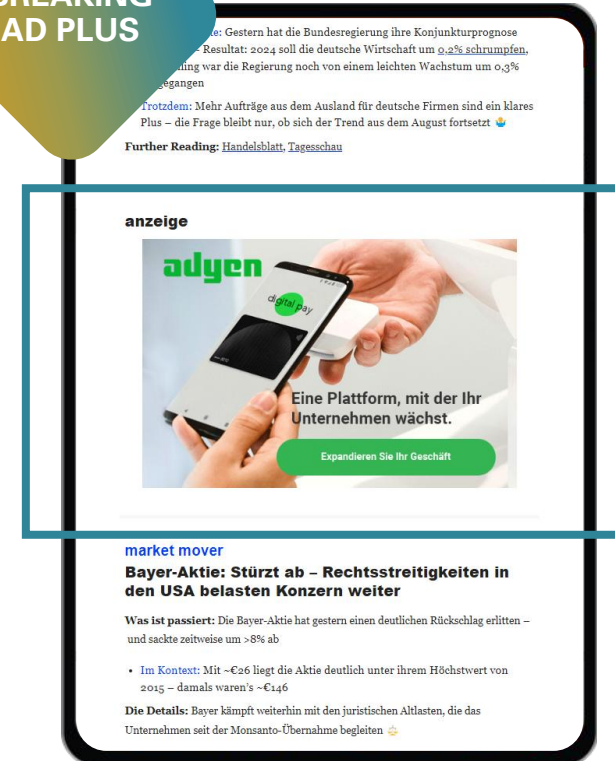 BREAKING
AD PLUS
Gestern hat die Bundesregierung ihre Konjunkturprognose
– Resultat: 2024 soll die deutsche Wirtschaft um 0,2% schrumpfen,
war die Regierung noch von einem leichten Wachstum um 0,3%
Trotzdem: Mehr Aufträge aus dem Ausland für deutsche Firmen sind ein klares
Plus – die Frage bleibt nur, ob sich der Trend aus dem August fortsetzt
Further Reading: Handelsblatt, Tagesschau
anzeige
adyen
digital pay
Eine Plattform, mit der Ihr
Unternehmen wächst.
Expandieren Sie Ihr Geschäft
market mover
Bayer-Aktie: Stürzt ab – Rechtsstreitigkeiten in
den USA belasten Konzern weiter
Was ist passiert: Die Bayer-Aktie hat gestern einen deutlichen Rückschlag erlitten –
und sackte zeitweise um >8% ab
• Im Kontext: Mit ~€26 liegt die Aktie deutlich unter ihrem Höchstwert von
2015 – damals waren's ~€146
Die Details: Bayer kämpft weiterhin mit den juristischen Altlasten, die das
Unternehmen seit der Monsanto-Übernahme begleiten